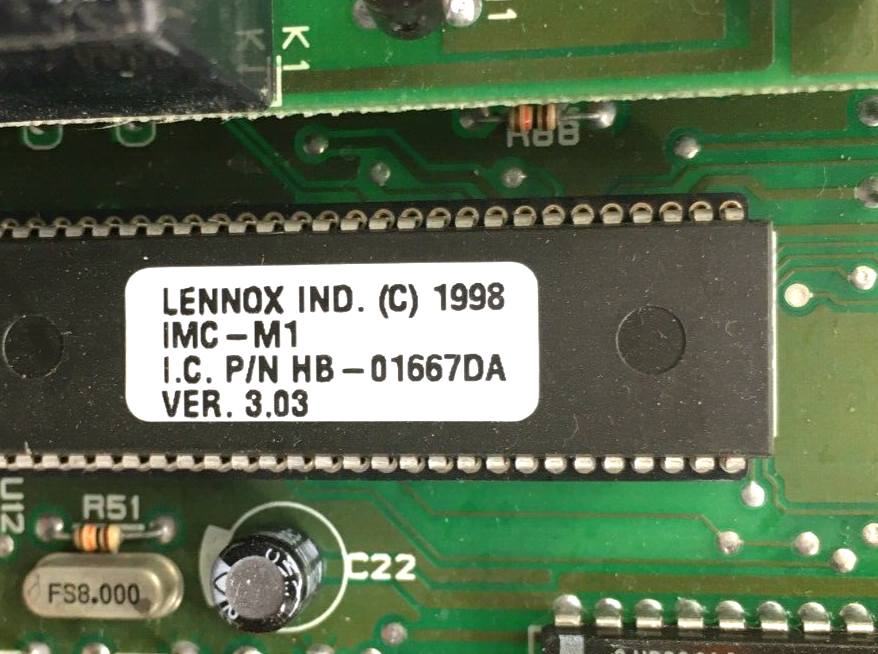 K1
R88
LENNOX IND. (C) 1998
IMC-M1
I.C. P/N HB-01667DA
VER. 3.03
U12
R51
C22
FS8.000